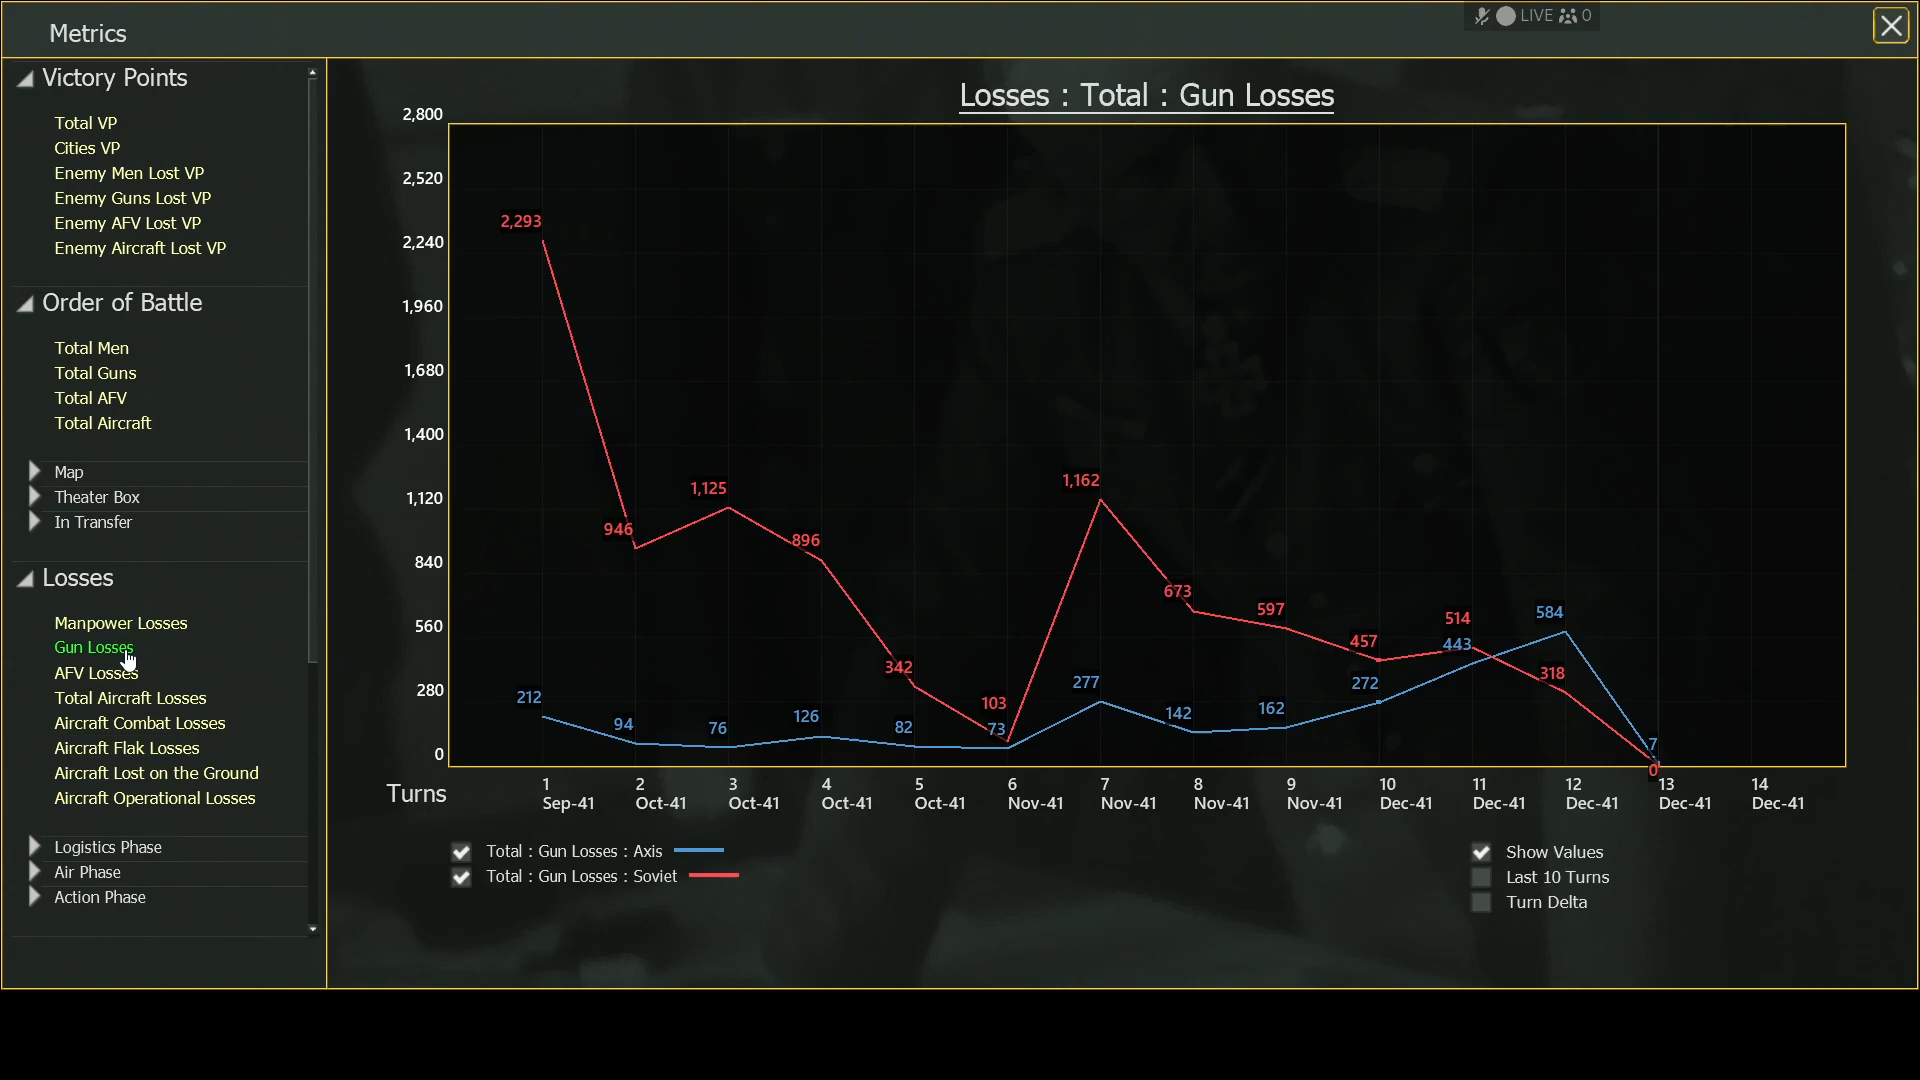 Metrics
LIVE 0
Victory Points
Total VP
Cities VP
Enemy Men Lost VP
Enemy Guns Lost VP
Enemy AFV Lost VP
Enemy Aircraft Lost VP
Order of Battle
Total Men
Total Guns
Total AFV
Total Aircraft
Map
Theater Box
In Transfer
Losses
Manpower Losses
Gun Losses
AFV Losses
Total Aircraft Losses
Aircraft Combat Losses
Aircraft Flak Losses
Aircraft Lost on the Ground
Aircraft Operational Losses
Logistics Phase
Air Phase
Action Phase
Losses : Total : Gun Losses
2,800
2,520
2,240
1,960
1,680
1,400
1,120
840
560
280
0
2,293
946
1,125
896
342
103
1,162
673
597
457
514
318
0
212
94
76
126
82
73
277
142
162
272
443
584
7
Turns
1 2 3 4 5 6 7 8 9 10 11 12 13 14
Sep-41 Oct-41 Oct-41 Oct-41 Oct-41 Nov-41 Nov-41 Nov-41 Nov-41 Dec-41 Dec-41 Dec-41 Dec-41 Dec-41
Total : Gun Losses : Axis
Total : Gun Losses : Soviet
Show Values
Last 10 Turns
Turn Delta